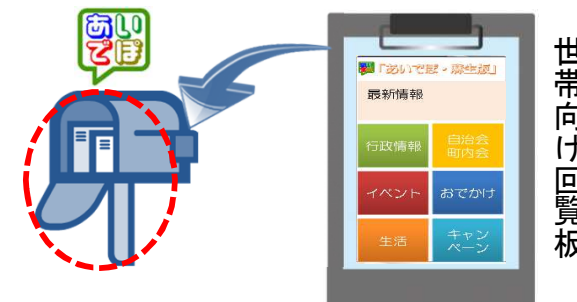 あい
でぽ
「あいでぽ・麻生版」
最新情報
行政情報
自治会
町内会
イベント
おでかけ
生活
キャン
ペーン
世帯向け回覧板